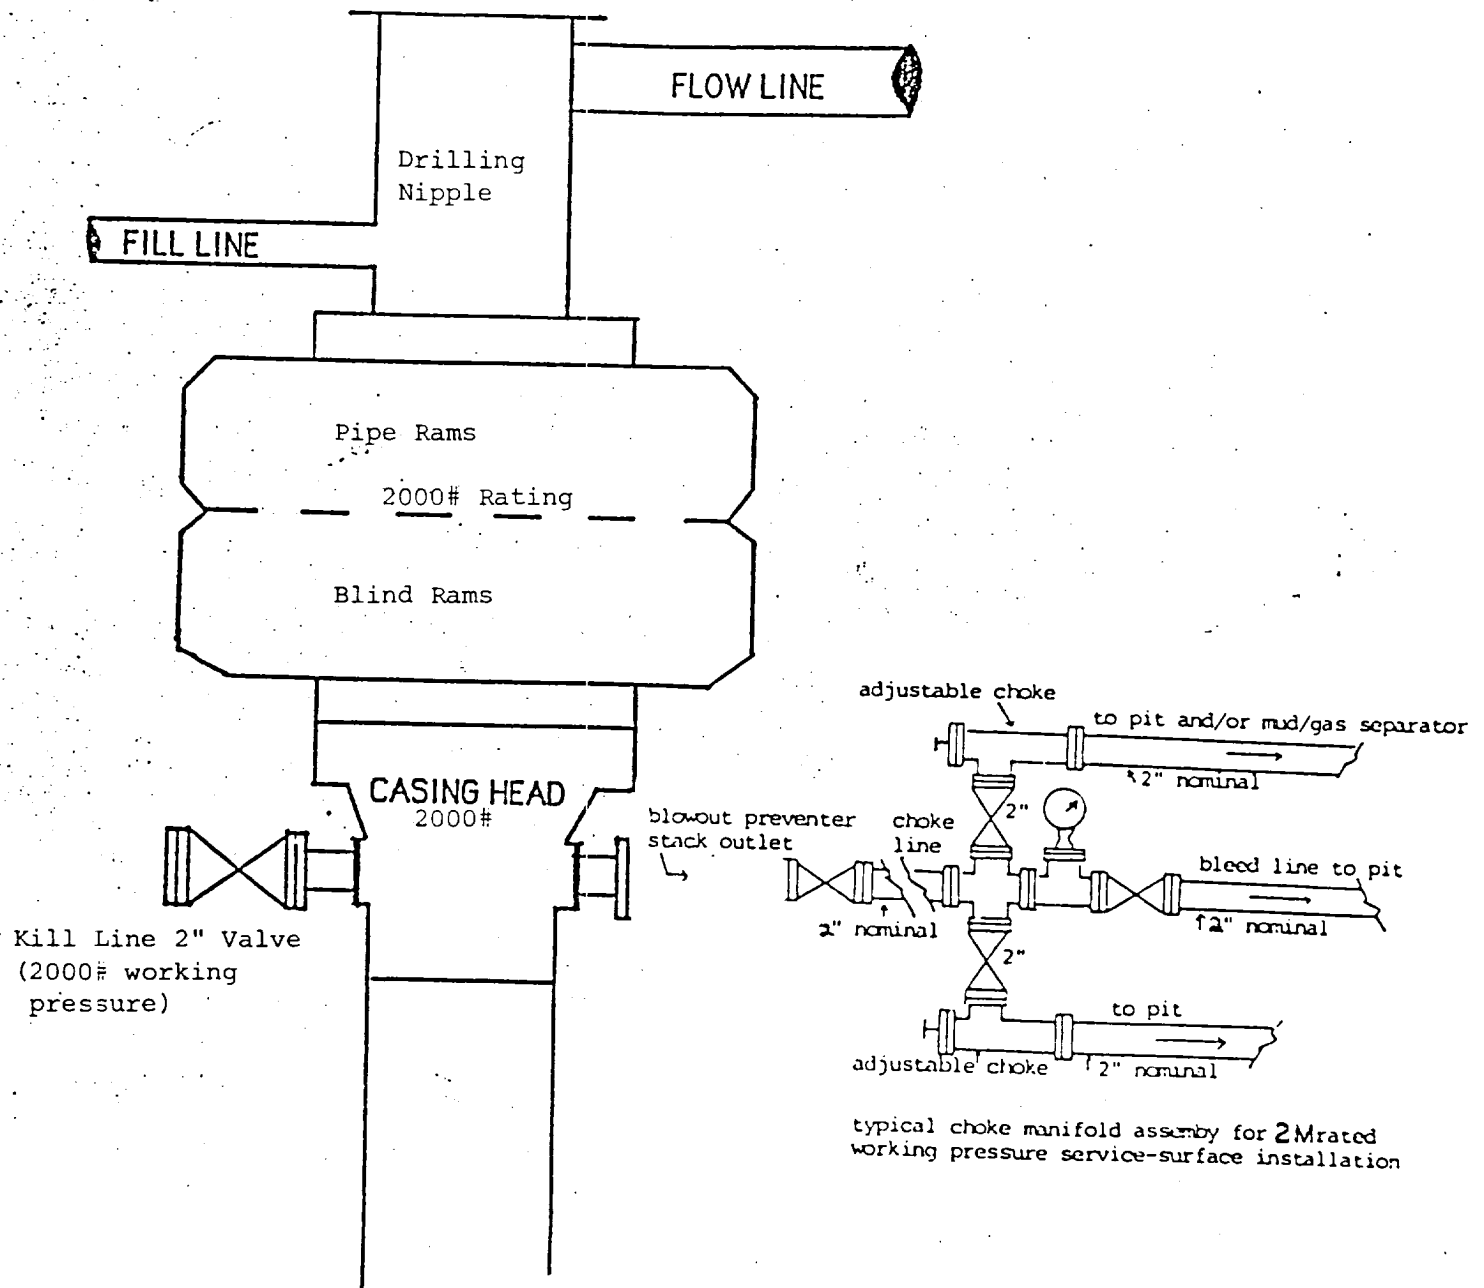 FLOW LINE
Drilling
Nipple
FILL LINE
Pipe Rams
2000# Rating
Blind Rams
CASING HEAD
2000#
Kill Line 2" Valve
(2000# working
pressure)
blowout preventer
stack outlet
choke
line
adjustable choke
to pit and/or mud/gas separator
2" nominal
2"
bleed line to pit
2" nominal
2" nominal
2"
to pit
adjustable choke
2" nominal
typical choke manifold assemby for 2M rated
working pressure service-surface installation